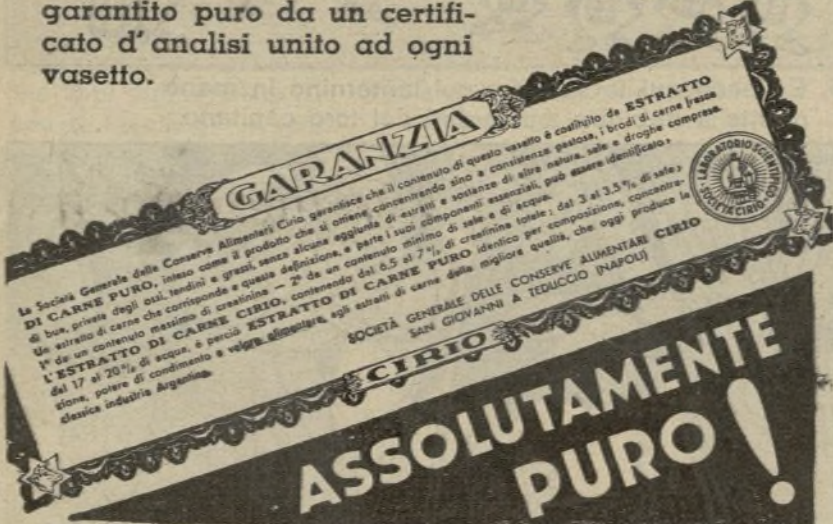 garantito puro da un certifi-
cato d'analisi unito ad ogni
vasetto.
GARANZIA
La Società Generale delle Conserve Alimentari Cirio garantisce che il contenuto di questo vasetto è costituito da ESTRATTO
DI CARNE PURO, inteso come il prodotto che si ottiene concentrando sino a consistenza pastosa, i brodi di carne fresca
di bue, private degli ossi, tendini e grassi, senza alcuna aggiunta di estratti e sostanze di altra natura, sale e droghe comprese.
Un estratto di carne che corrisponde a questa definizione, a parte i suoi componenti essenziali, può essere identificato:
1º da un contenuto massimo di creatinina — 2º da un contenuto minimo di sale e di acqua.
L'ESTRATTO DI CARNE CIRIO, contenendo dal 6,5 al 7% di creatinina totale; dal 3 al 3,5% di sale;
dal 17 al 20% di acqua, è perciò ESTRATTO DI CARNE PURO identico per composizione, concentra-
zione, potere di condimento e valore alimentare, agli estratti di carne della migliore qualità, che oggi produce la
classica industria Argentina.
SOCIETÀ GENERALE DELLE CONSERVE ALIMENTARI CIRIO
SAN GIOVANNI A TEDUCCIO (NAPOLI)
LABORATORIO SCIENTIFICO
SOCIETÀ CIRIO
CIRIO
ASSOLUTAMENTE
PURO!